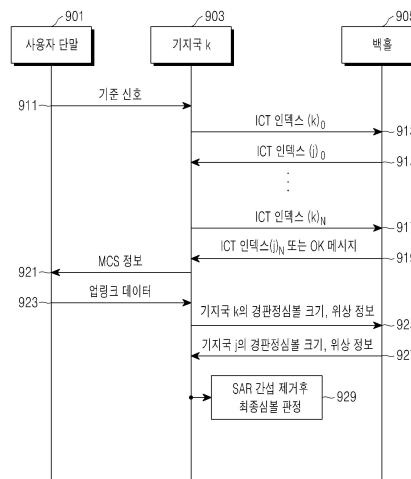 901
903
905
사용자 단말
기지국 k
백홀
911
기준 신호
ICT 인덱스 (k)0
ICT 인덱스 (j)0
ICT 인덱스 (k)N
ICT 인덱스(j)N 또는 OK 메시지
921
MCS 정보
923
업링크 데이터
기지국 k의 경판정심볼 크기, 위상 정보
기지국 j의 경판정심볼 크기, 위상 정보
927
SAR 간섭 제거후
최종심볼 판정
929